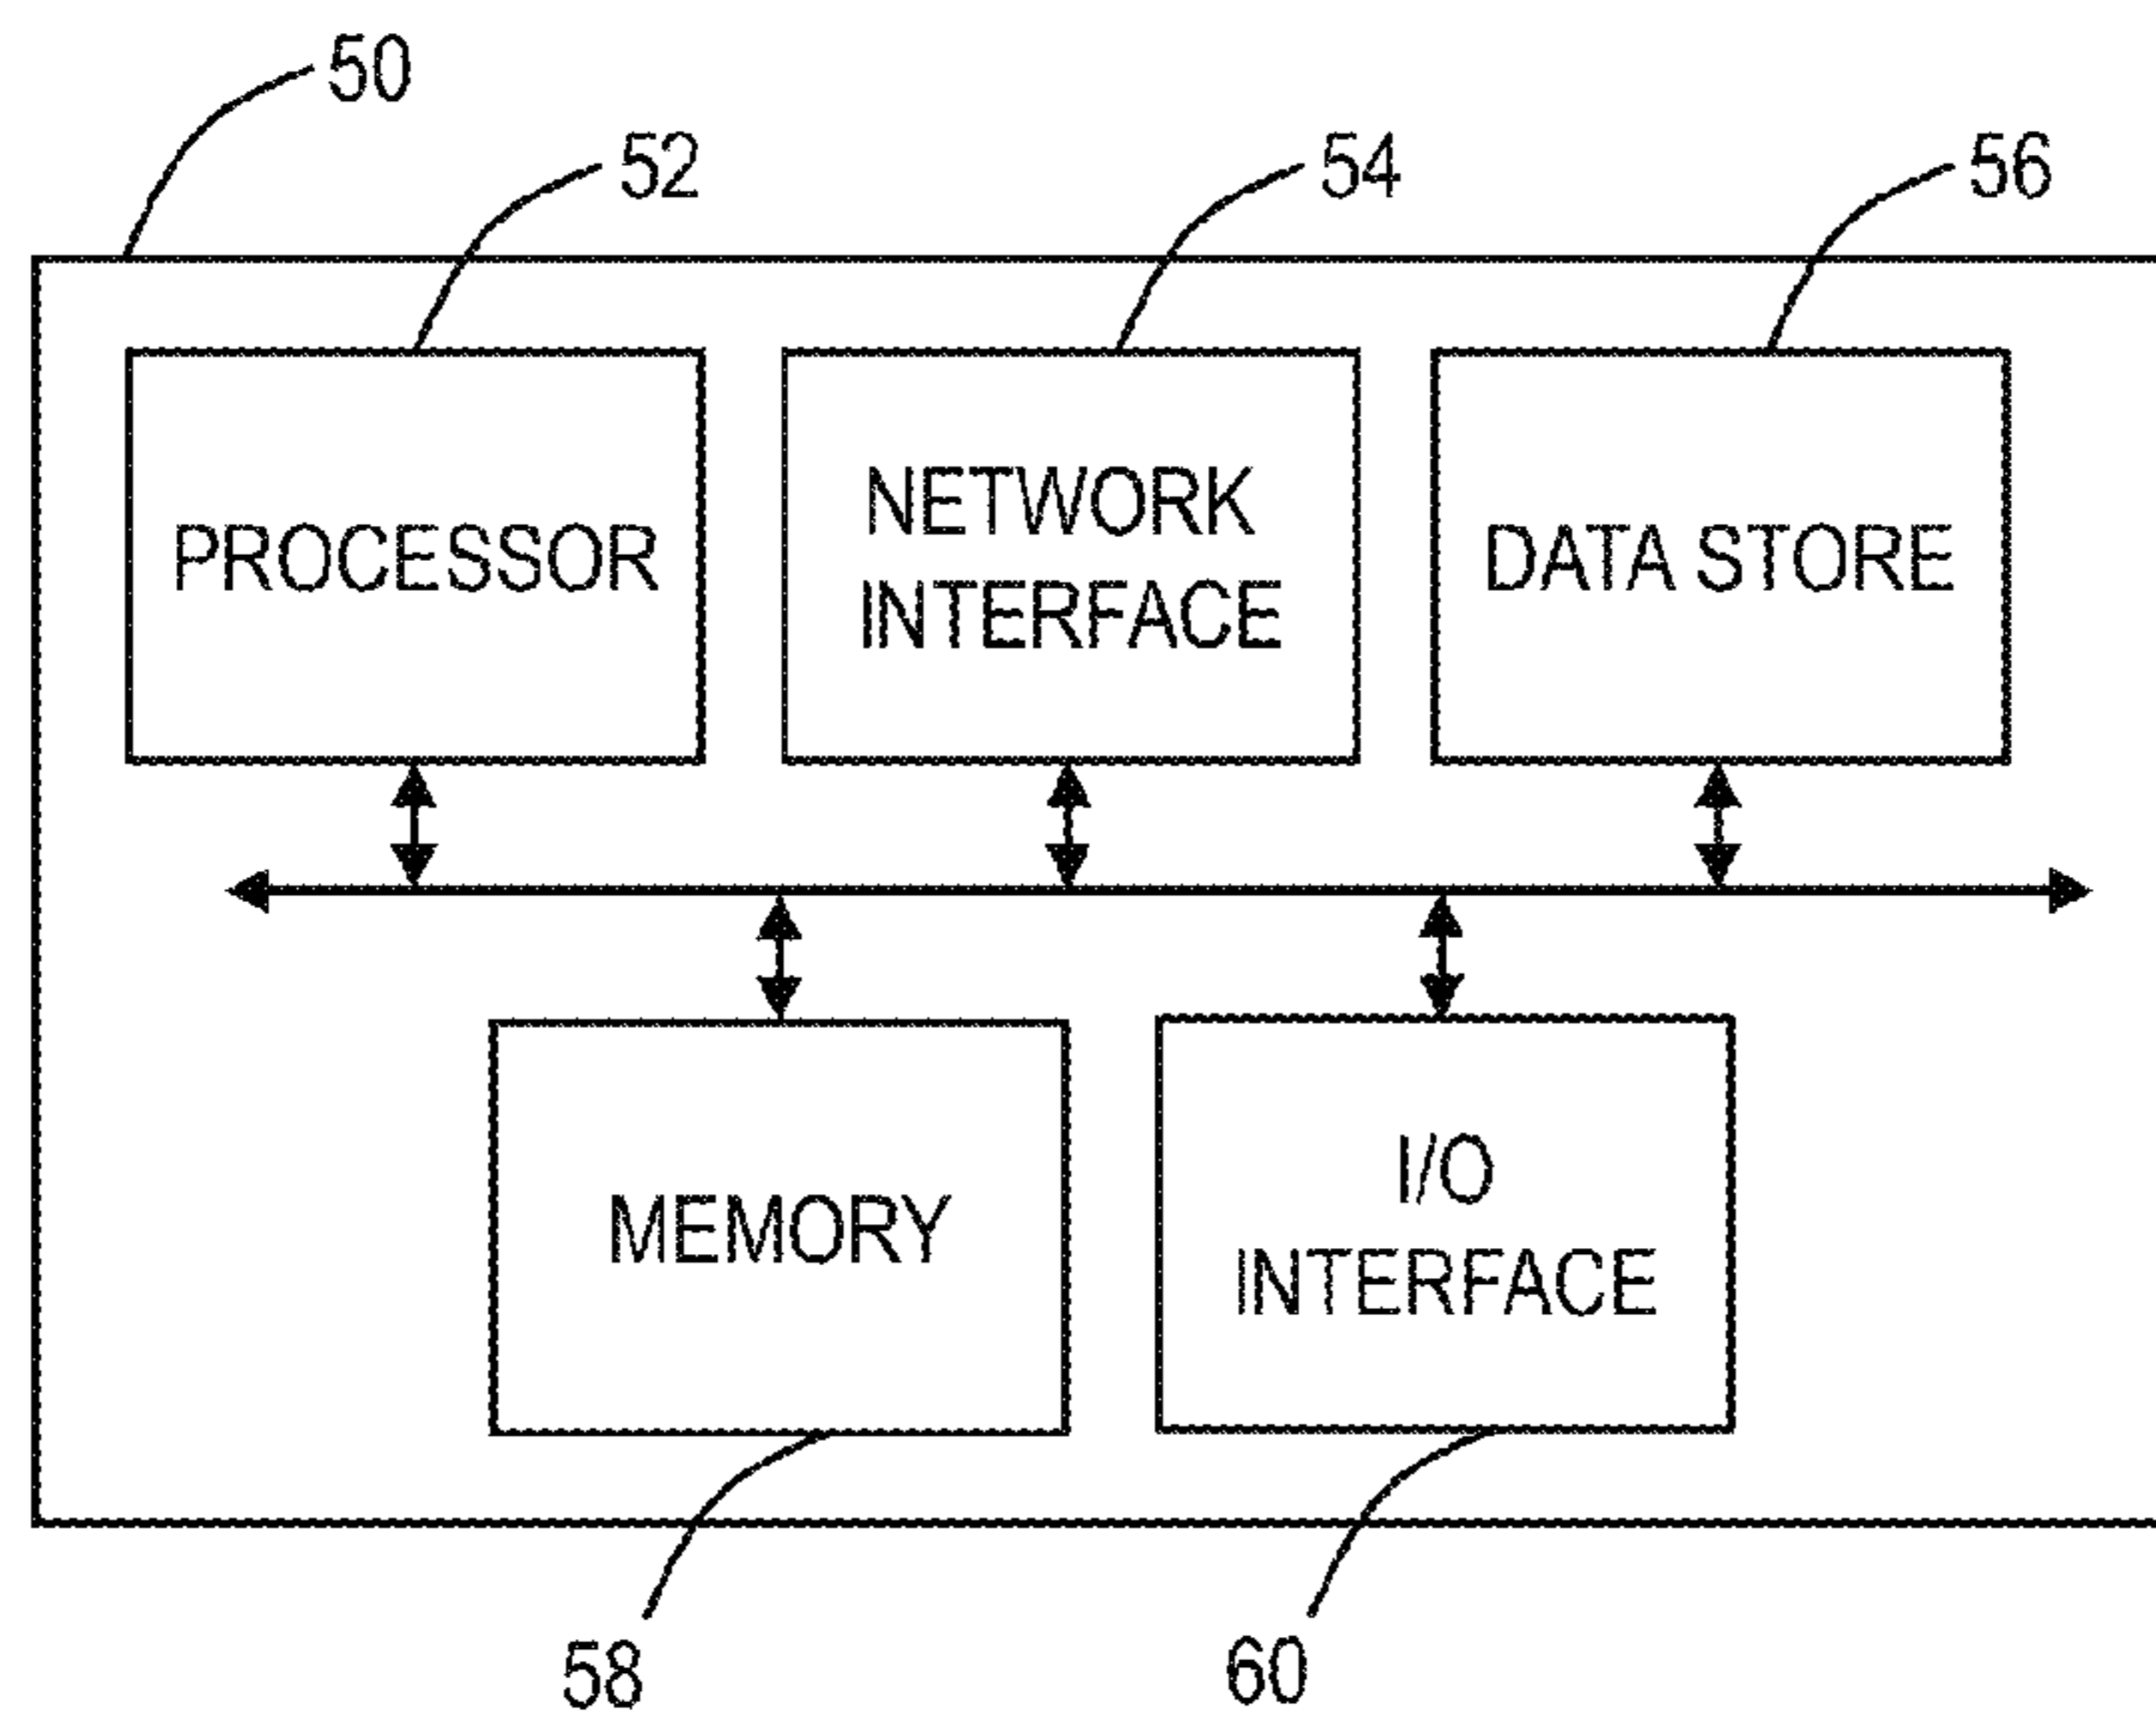 50
52
54
56
PROCESSOR
NETWORK
INTERFACE
DATA STORE
MEMORY
I/O
INTERFACE
58
60